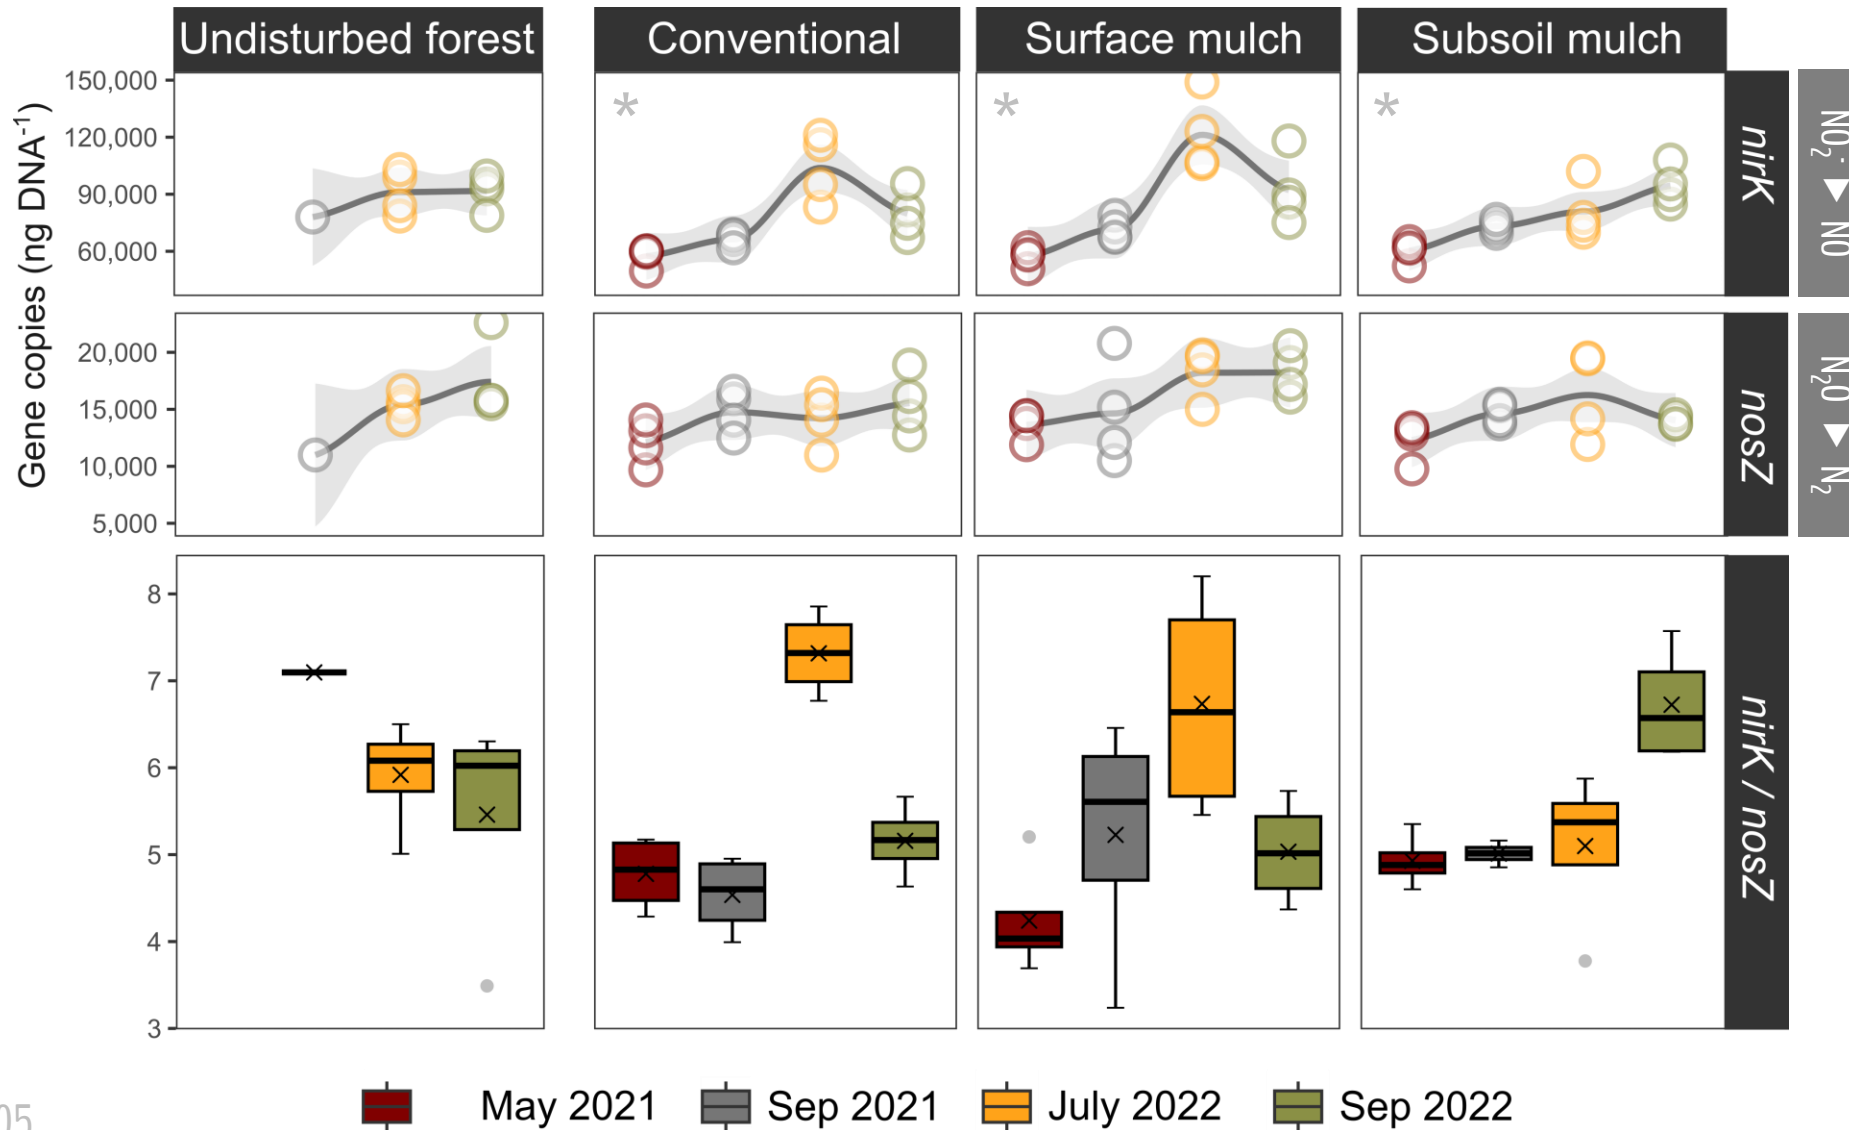 Undisturbed forest
Conventional
Surface mulch
Subsoil mulch
Gene copies (ng DNA⁻¹)
150,000
120,000
90,000
60,000
*
*
*
nirK
NO₂⁻ ▶ NO
20,000
15,000
10,000
5,000
nosZ
N₂O ▶ N₂
8
7
6
5
4
3
nirK / nosZ
May 2021
Sep 2021
July 2022
Sep 2022
05